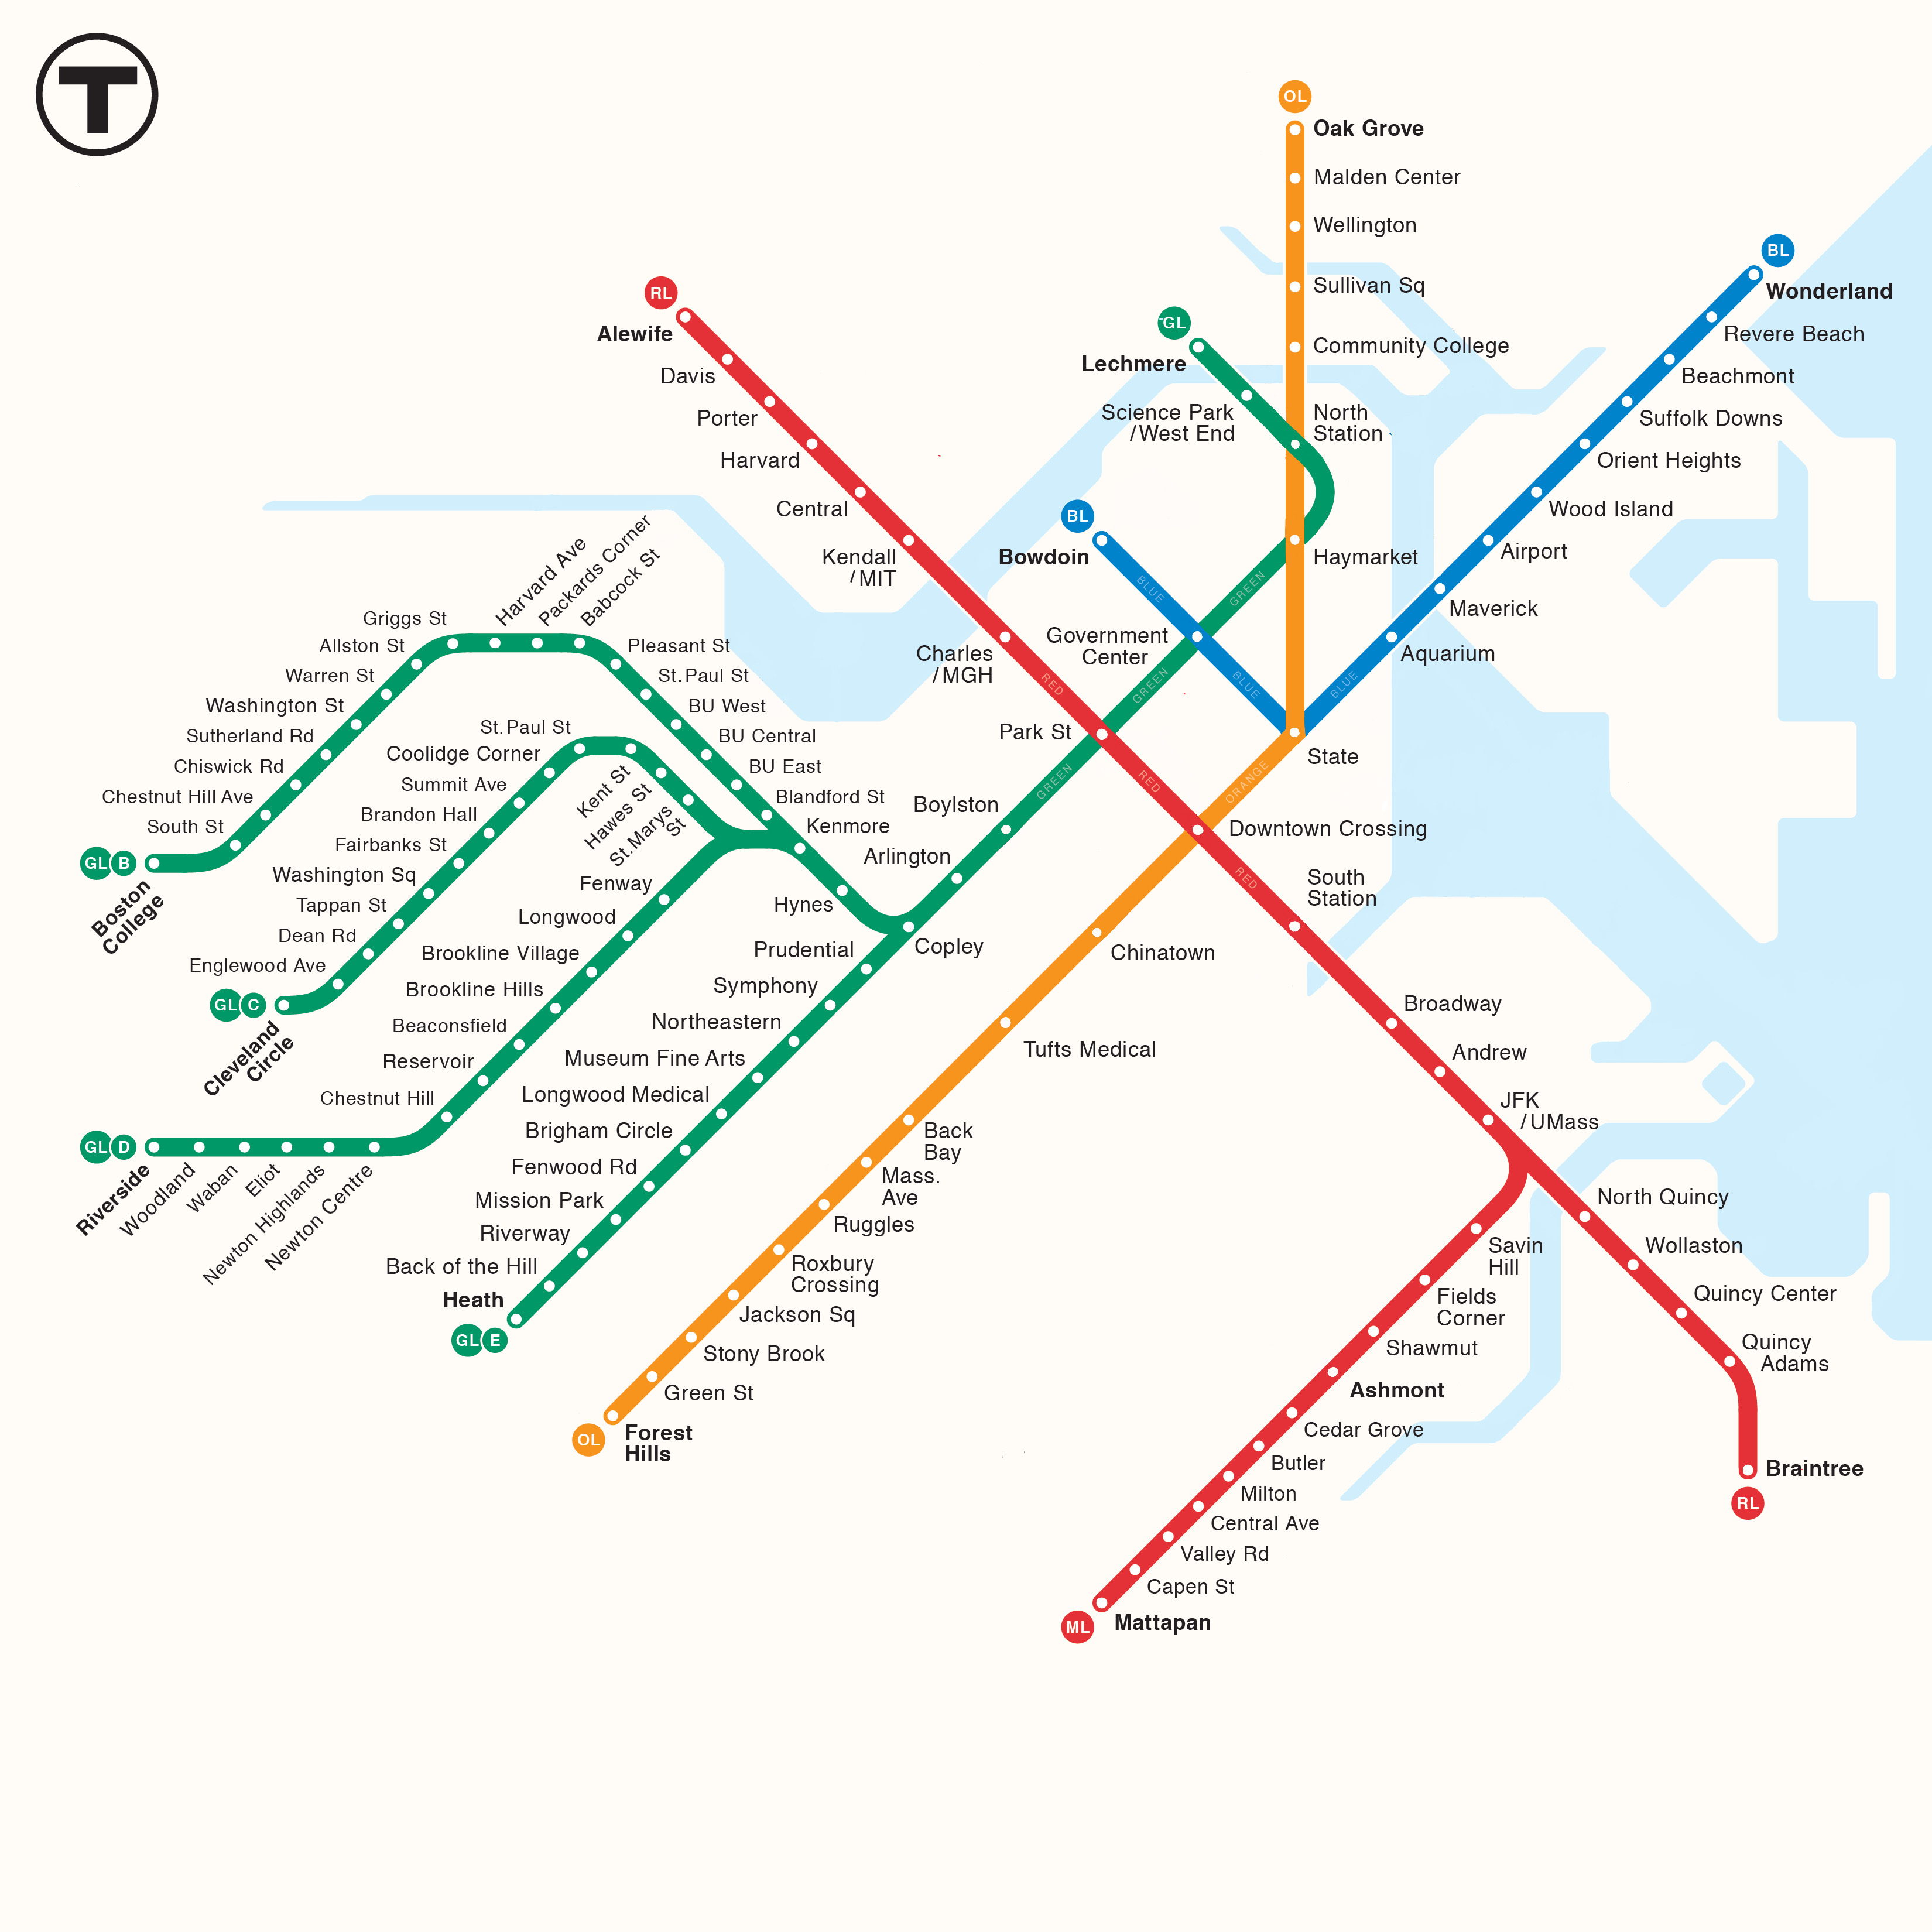 T
OL
Oak Grove
Malden Center
Wellington
Sullivan Sq
Community College
North
Station
Haymarket
BL
Wonderland
Revere Beach
Beachmont
Suffolk Downs
Orient Heights
Wood Island
Airport
Maverick
Aquarium
BLUE
State
RL
Alewife
Davis
Porter
Harvard
Central
Kendall
/MIT
Charles
/MGH
RED
Park St
RED
Downtown Crossing
RED
South
Station
Broadway
Andrew
JFK
/UMass
North Quincy
Wollaston
Quincy Center
Quincy
Adams
Braintree
RL
Savin
Hill
Fields
Corner
Shawmut
Ashmont
Cedar Grove
Butler
Milton
Central Ave
Valley Rd
Capen St
Mattapan
ML
GL
Lechmere
Science Park
/West End
GREEN
BL
Bowdoin
BLUE
Government
Center
BLUE
GREEN
GREEN
Boylston
Arlington
Copley
Hynes
Kenmore
Blandford St
BU East
BU Central
BU West
St.Paul St
Pleasant St
Babcock St
Packards Corner
Harvard Ave
Griggs St
Allston St
Warren St
Washington St
Sutherland Rd
Chiswick Rd
Chestnut Hill Ave
South St
GL B
Boston
College
St.Marys
St
Hawes St
Kent St
St.Paul St
Coolidge Corner
Summit Ave
Brandon Hall
Fairbanks St
Washington Sq
Tappan St
Dean Rd
Englewood Ave
GL C
Cleveland
Circle
Fenway
Longwood
Brookline Village
Brookline Hills
Beaconsfield
Reservoir
Chestnut Hill
Newton Centre
Newton Highlands
Eliot
Waban
Woodland
Riverside
GL D
Prudential
Symphony
Northeastern
Museum Fine Arts
Longwood Medical
Brigham Circle
Fenwood Rd
Mission Park
Riverway
Back of the Hill
Heath
GL E
ORANGE
Chinatown
Tufts Medical
Back
Bay
Mass.
Ave
Ruggles
Roxbury
Crossing
Jackson Sq
Stony Brook
Green St
Forest
Hills
OL